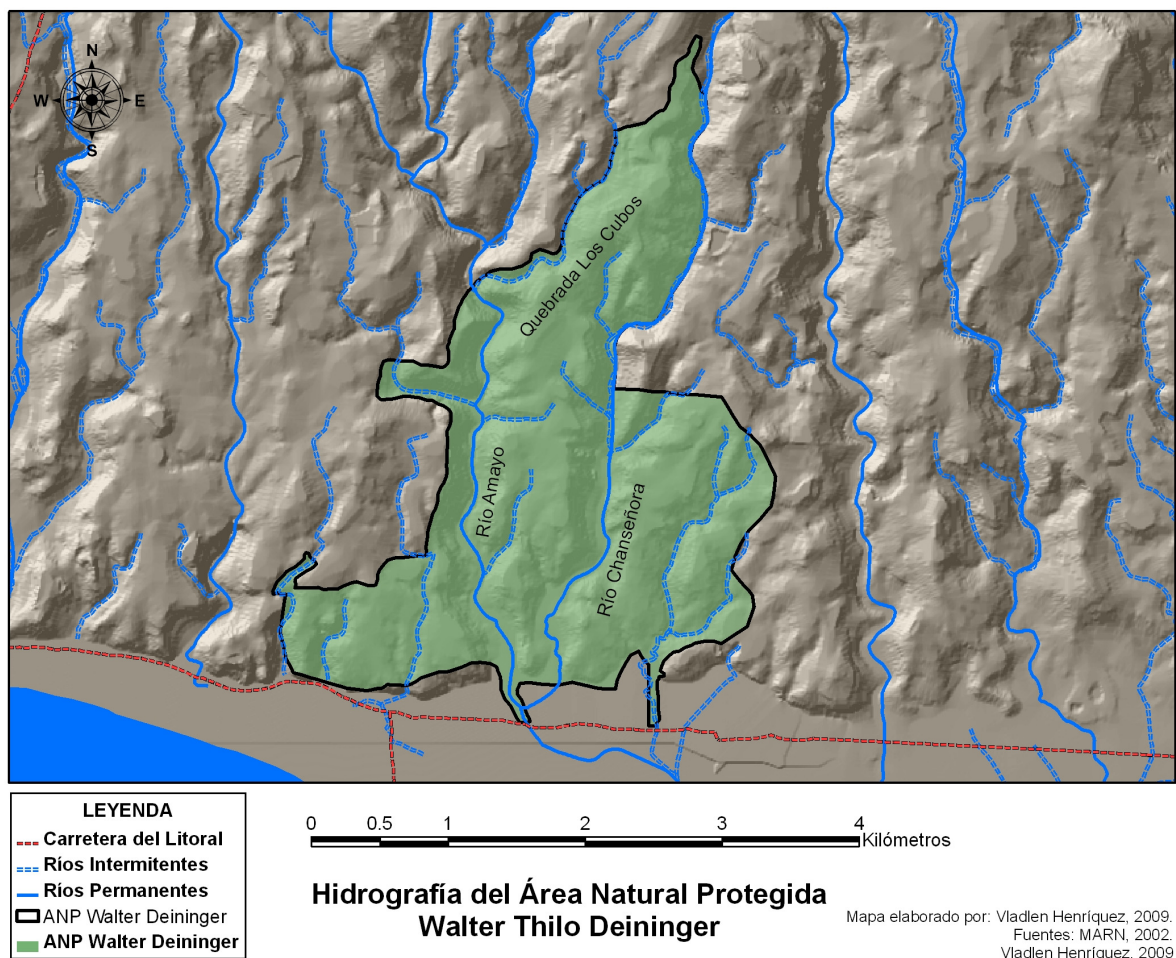 N
W
E
S
Quebrada Los Cubos
Río Amayo
Río Chanseñora
LEYENDA
Carretera del Litoral
Ríos Intermitentes
Ríos Permanentes
ANP Walter Deininger
ANP Walter Deininger
0 0.5 1 2 3 4
Kilómetros
Hidrografía del Área Natural Protegida
Walter Thilo Deininger
Mapa elaborado por: Vladlen Henríquez, 2009.
Fuentes: MARN, 2002.
Vladlen Henríquez, 2009